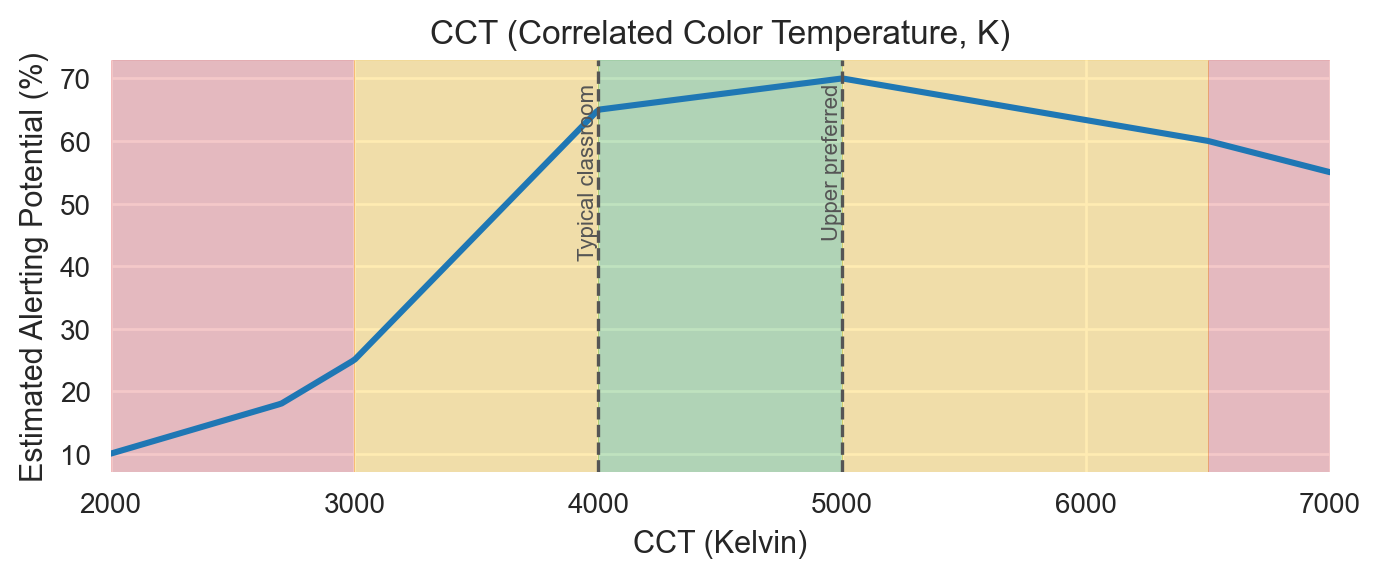 CCT (Correlated Color Temperature, K)
Estimated Alerting Potential (%)
70
60
50
40
30
20
10
Typical classroom
Upper preferred
2000 3000 4000 5000 6000 7000
CCT (Kelvin)